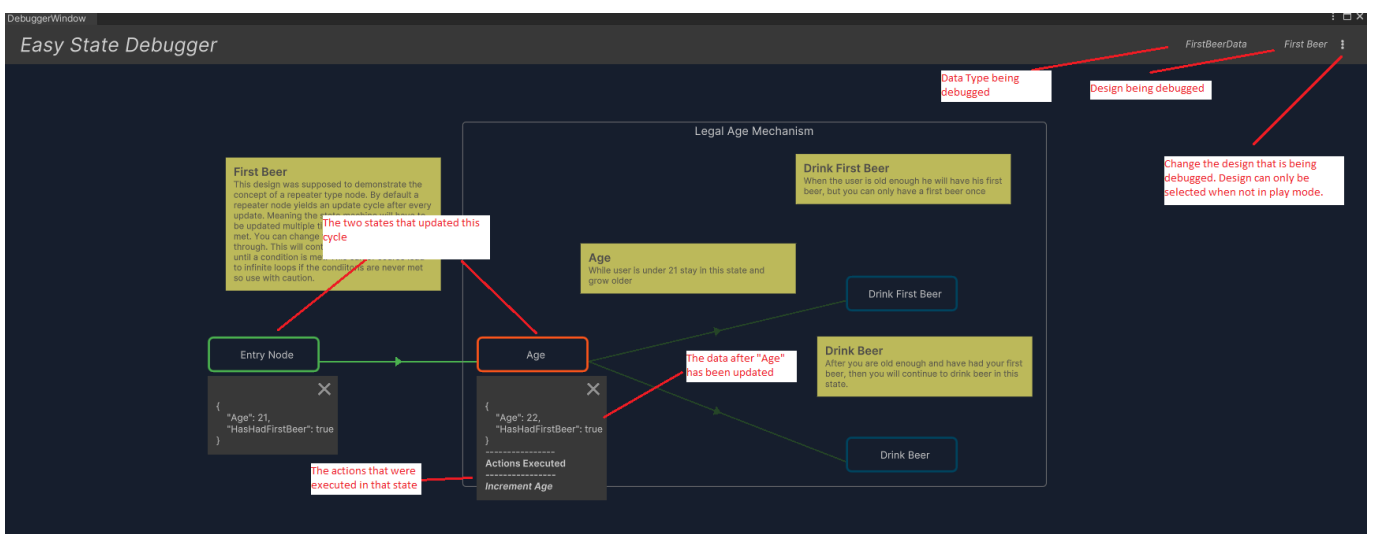 DebuggerWindow
Easy State Debugger
FirstBeerData
First Beer
Data Type being
debugged
Design being debugged
Change the design that is being
debugged. Design can only be
selected when not in play mode.
Legal Age Mechanism
First Beer
This design was supposed to demonstrate the
concept of a repeater type node. By default a
repeater node yields an update cycle after every
update. Meaning the state machine will have to
be updated multiple ti
met. You can change
through. This will con
until a condition is me
to infinite loops if the conditons are never met
so use with caution.
The two states that updated this
cycle
Drink First Beer
When the user is old enough he will have his first
beer, but you can only have a first beer once
Age
While user is under 21 stay in this state and
grow older
Drink First Beer
Entry Node
Age
The data after "Age"
has been updated
Drink Beer
After you are old enough and have had your first
beer, then you will continue to drink beer in this
state.
{
"Age": 21,
"HasHadFirstBeer": true
}
{
"Age": 22,
"HasHadFirstBeer": true
}
---------------
Actions Executed
---------------
Increment Age
The actions that were
executed in that state
Drink Beer